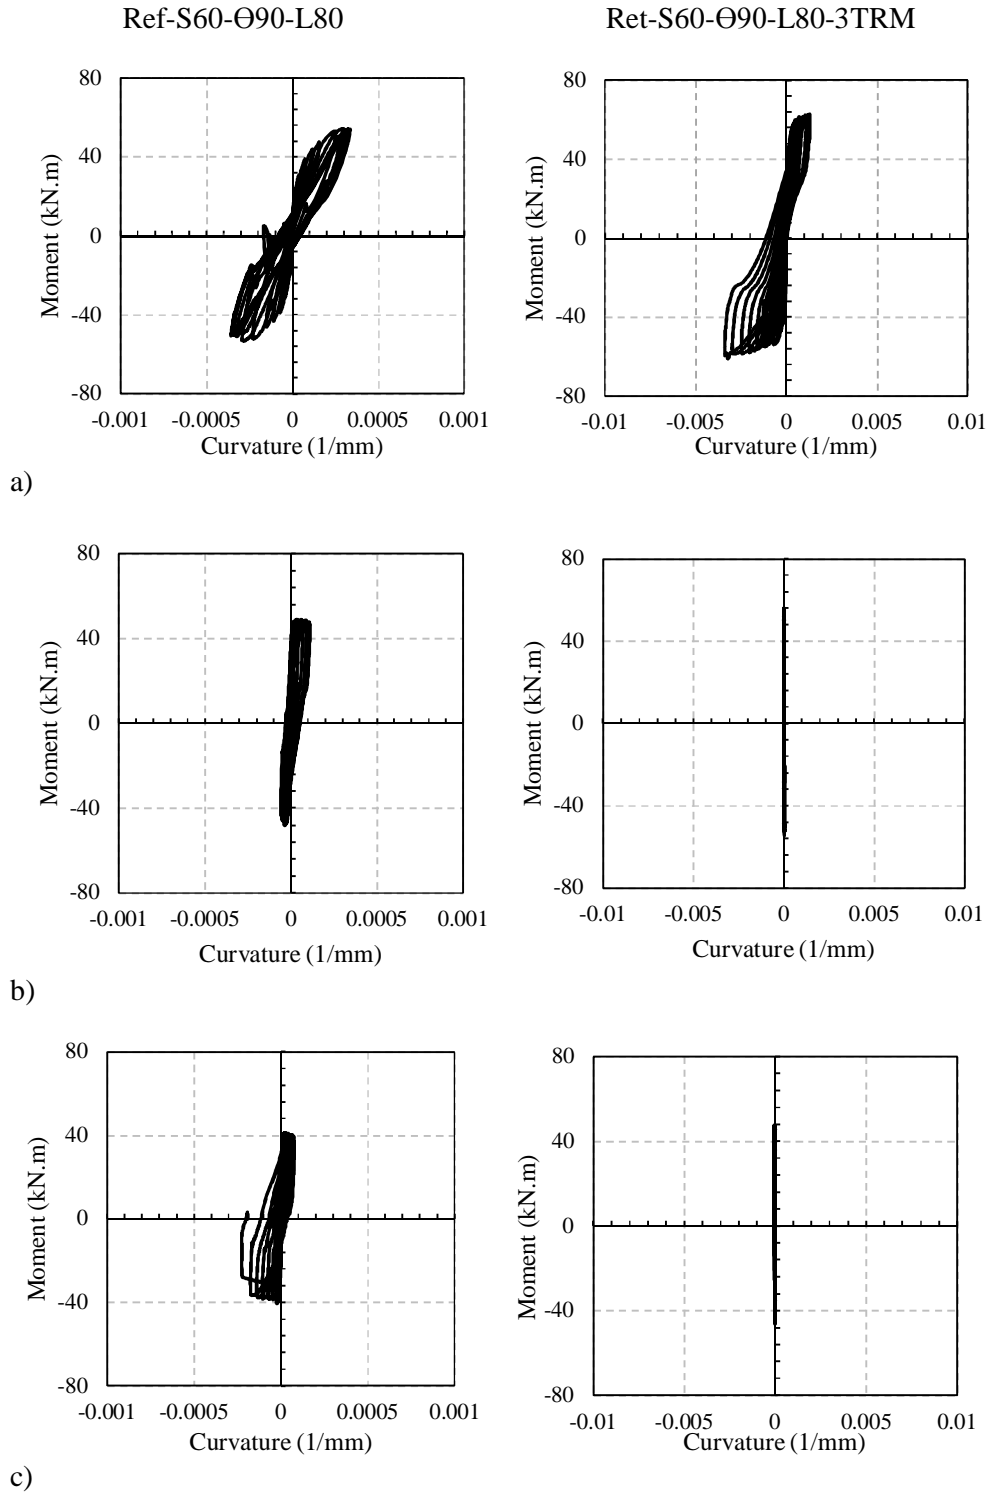 Ref-S60-Ɵ90-L80 Ret-S60-Ɵ90-L80-3TRM
80 80
40 40
0 0
-40 -40
-80 -80
Moment (kN.m) Moment (kN.m)
-0.001 -0.0005 0 0.0005 0.001 -0.01 -0.005 0 0.005 0.01
Curvature (1/mm) Curvature (1/mm)
a)
80 80
40 40
0 0
-40 -40
-80 -80
Moment (kN.m) Moment (kN.m)
-0.001 -0.0005 0 0.0005 0.001 -0.01 -0.005 0 0.005 0.01
Curvature (1/mm) Curvature (1/mm)
b)
80 80
40 40
0 0
-40 -40
-80 -80
Moment (kN.m) Moment (kN.m)
-0.001 -0.0005 0 0.0005 0.001 -0.01 -0.005 0 0.005 0.01
Curvature (1/mm) Curvature (1/mm)
c)